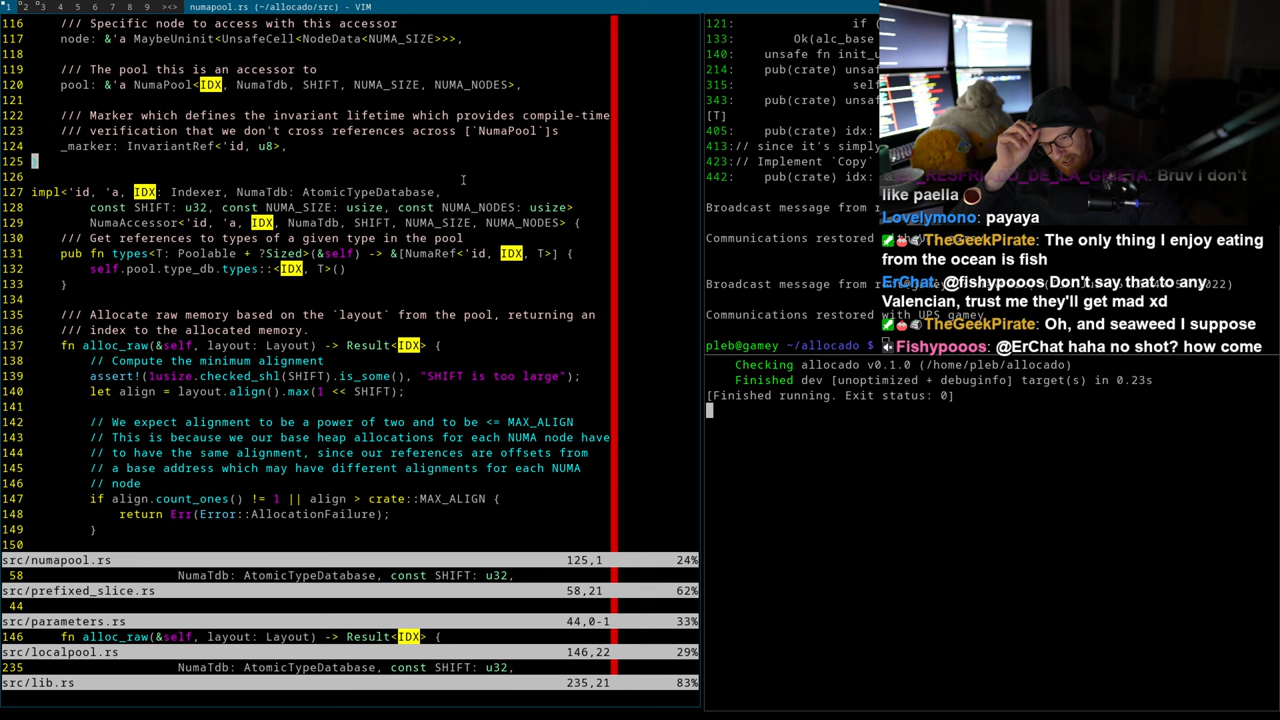 1 2 3 4 5 6 7 8 9 ><> numapool.rs (~/allocado/src) - VIM
116     /// Specific node to access with this accessor
117     node: &'a MaybeUninit<UnsafeCell<NodeData<NUMA_SIZE>>>,
118
119     /// The pool this is an accessor to
120     pool: &'a NumaPool<IDX, NumaTdb, SHIFT, NUMA_SIZE, NUMA_NODES>,
121
122     /// Marker which defines the invariant lifetime which provides compile-time
123     /// verification that we don't cross references across [`NumaPool`]s
124     _marker: InvariantRef<'id, u8>,
125 }
126
127 impl<'id, 'a, IDX: Indexer, NumaTdb: AtomicTypeDatabase,
128         const SHIFT: u32, const NUMA_SIZE: usize, const NUMA_NODES: usize>
129         NumaAccessor<'id, 'a, IDX, NumaTdb, SHIFT, NUMA_SIZE, NUMA_NODES> {
130     /// Get references to types of a given type in the pool
131     pub fn types<T: Poolable + ?Sized>(&self) -> &[NumaRef<'id, IDX, T>] {
132         self.pool.type_db.types::<IDX, T>()
133     }
134
135     /// Allocate raw memory based on the `layout` from the pool, returning an
136     /// index to the allocated memory.
137     fn alloc_raw(&self, layout: Layout) -> Result<IDX> {
138         // Compute the minimum alignment
139         assert!(1usize.checked_shl(SHIFT).is_some(), "SHIFT is too large");
140         let align = layout.align().max(1 << SHIFT);
141
142         // We expect alignment to be a power of two and to be <= MAX_ALIGN
143         // This is because we our base heap allocations for each NUMA node have
144         // to have the same alignment, since our references are offsets from
145         // a base address which may have different alignments for each NUMA
146         // node
147         if align.count_ones() != 1 || align > crate::MAX_ALIGN {
148             return Err(Error::AllocationFailure);
149         }
150
src/numapool.rs 125,1 24%
58                 NumaTdb: AtomicTypeDatabase, const SHIFT: u32,
src/prefixed_slice.rs 58,21 62%
44
src/parameters.rs 44,0-1 33%
146     fn alloc_raw(&self, layout: Layout) -> Result<IDX> {
src/localpool.rs 146,22 29%
235                 NumaTdb: AtomicTypeDatabase, const SHIFT: u32,
src/lib.rs 235,21 83%
121:                if (
133:        Ok(alc_base
140:    unsafe fn init_u
214:    pub(crate) unsaf
315:        self
343:    pub(crate) unsaf
[T]
405:    pub(crate) idx:
413:// since it's simply
423:// Implement `Copy`
442:    pub(crate) idx:
Broadcast message from r
Communications restored
Broadcast message from 2022)
Communications restored with UPS gamey
pleb@gamey ~/allocado $
Checking allocado v0.1.0 (/home/pleb/allocado)
Finished dev [unoptimized + debuginfo] target(s) in 0.23s
[Finished running. Exit status: 0]
RESFRIADO_DE_LA_GRIETA: Bruv i don't
like paella
Lovelymono: payaya
TheGeekPirate: The only thing I enjoy eating
from the ocean is fish
ErChat: @fishypooos Don't say that to any
Valencian, trust me they'll get mad xd
TheGeekPirate: Oh, and seaweed I suppose
Fishypooos: @ErChat haha no shot? how come